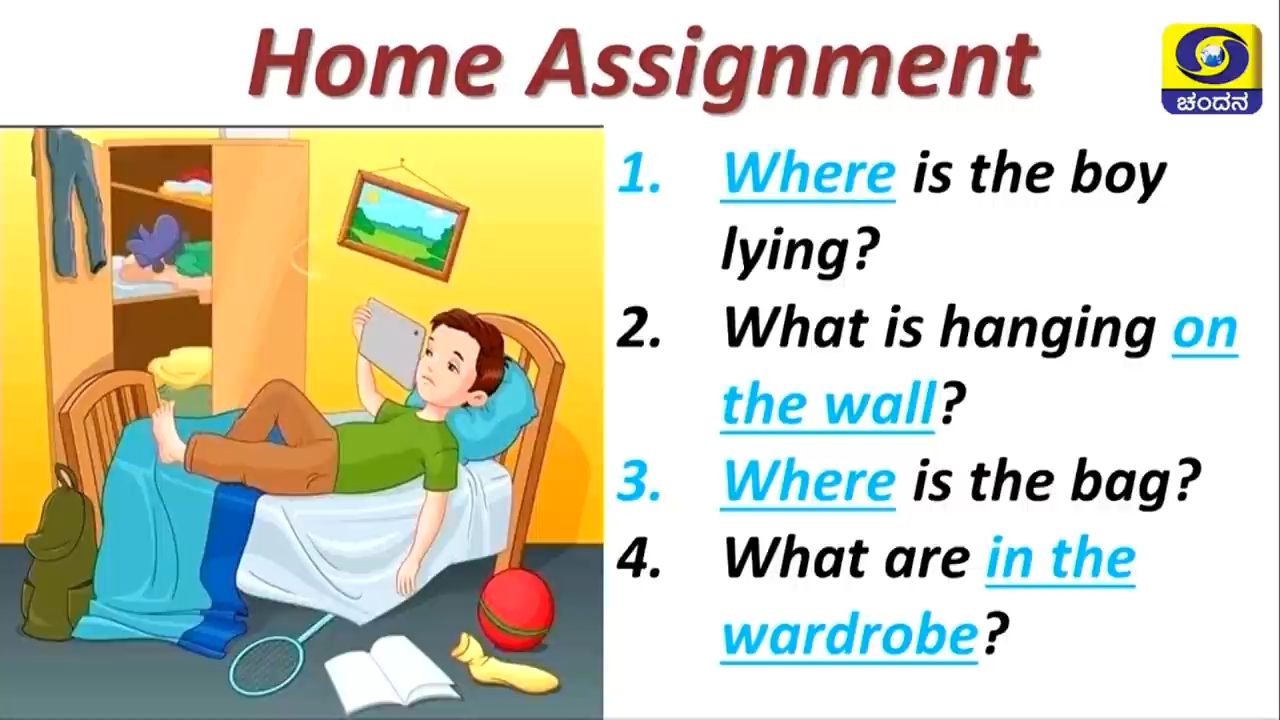 Home Assignment
ಚಂದನ
1. Where is the boy
lying?
2. What is hanging on
the wall?
3. Where is the bag?
4. What are in the
wardrobe?